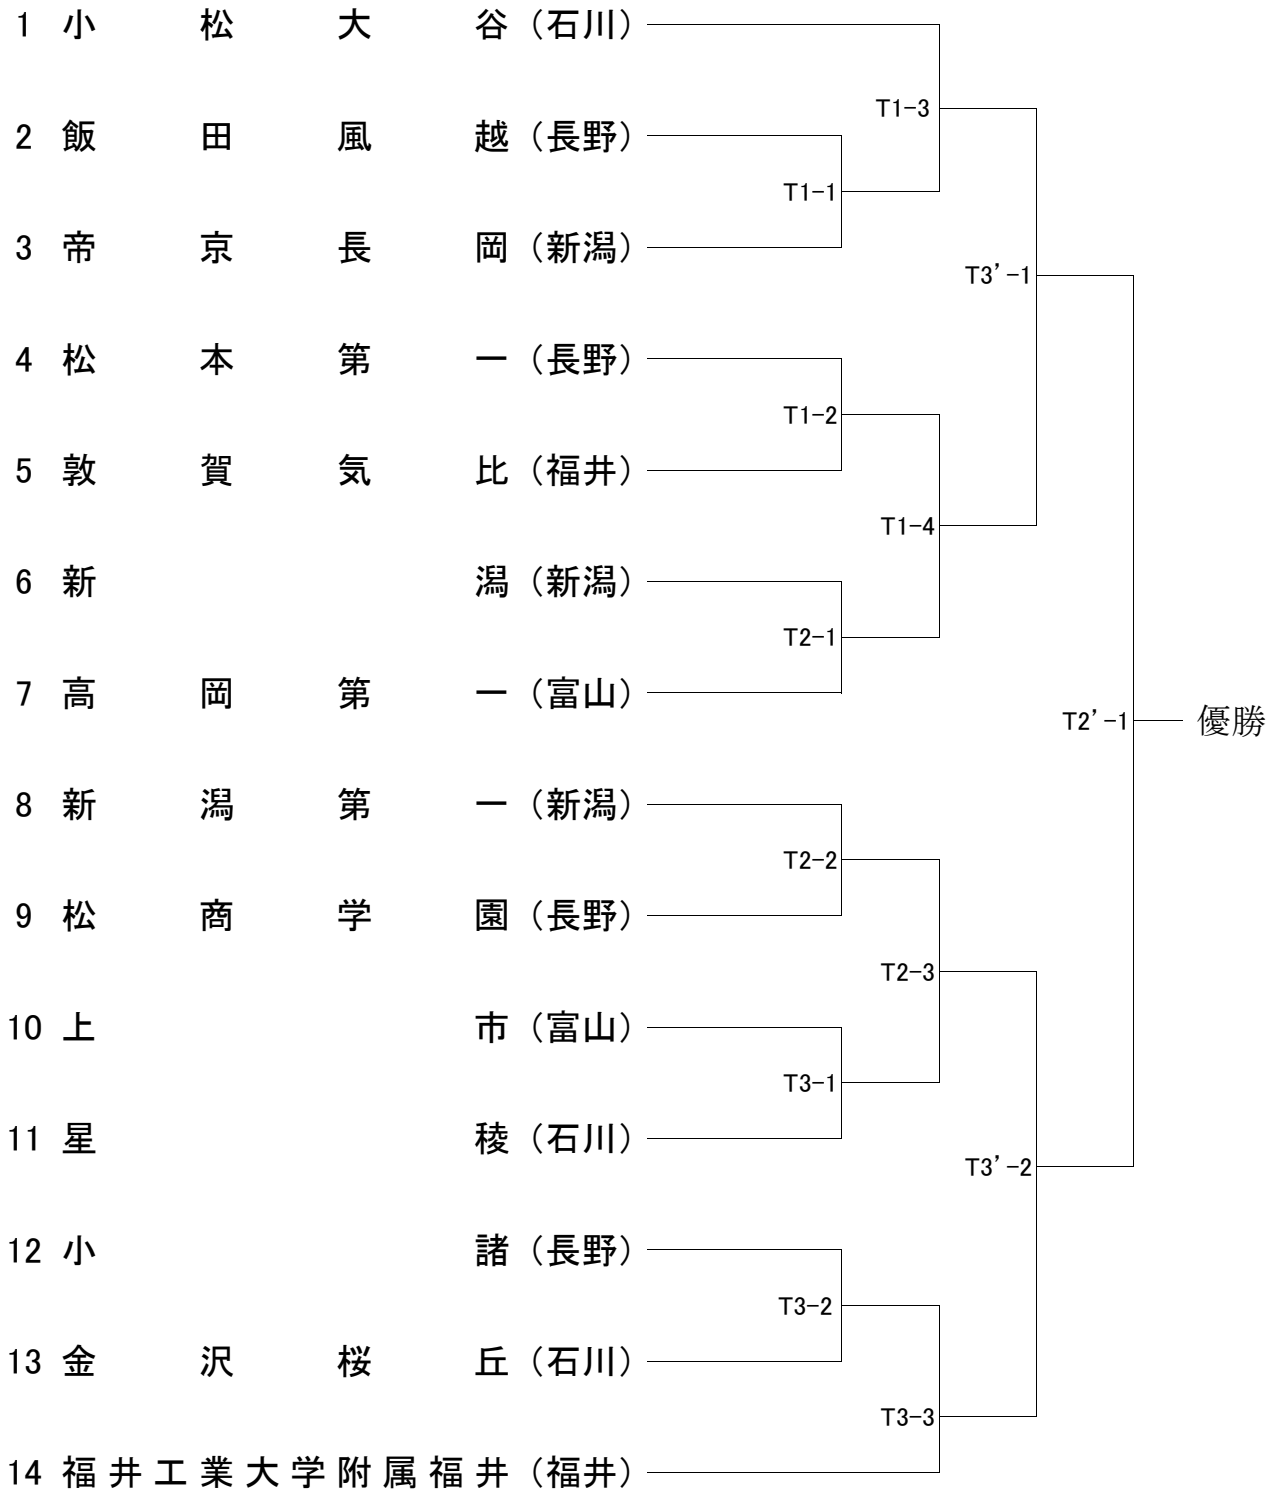 1 小松大谷（石川）
T1-3
2 飯田風越（長野）
T1-1
3 帝京長岡（新潟）
T3’-1
4 松本第一（長野）
T1-2
5 敦賀気比（福井）
T1-4
6 新潟（新潟）
T2-1
7 高岡第一（富山）
T2’-1 優勝
8 新潟第一（新潟）
T2-2
9 松商学園（長野）
T2-3
10 上市（富山）
T3-1
11 星稜（石川）
T3’-2
12 小諸（長野）
T3-2
13 金沢桜丘（石川）
T3-3
14 福井工業大学附属福井（福井）